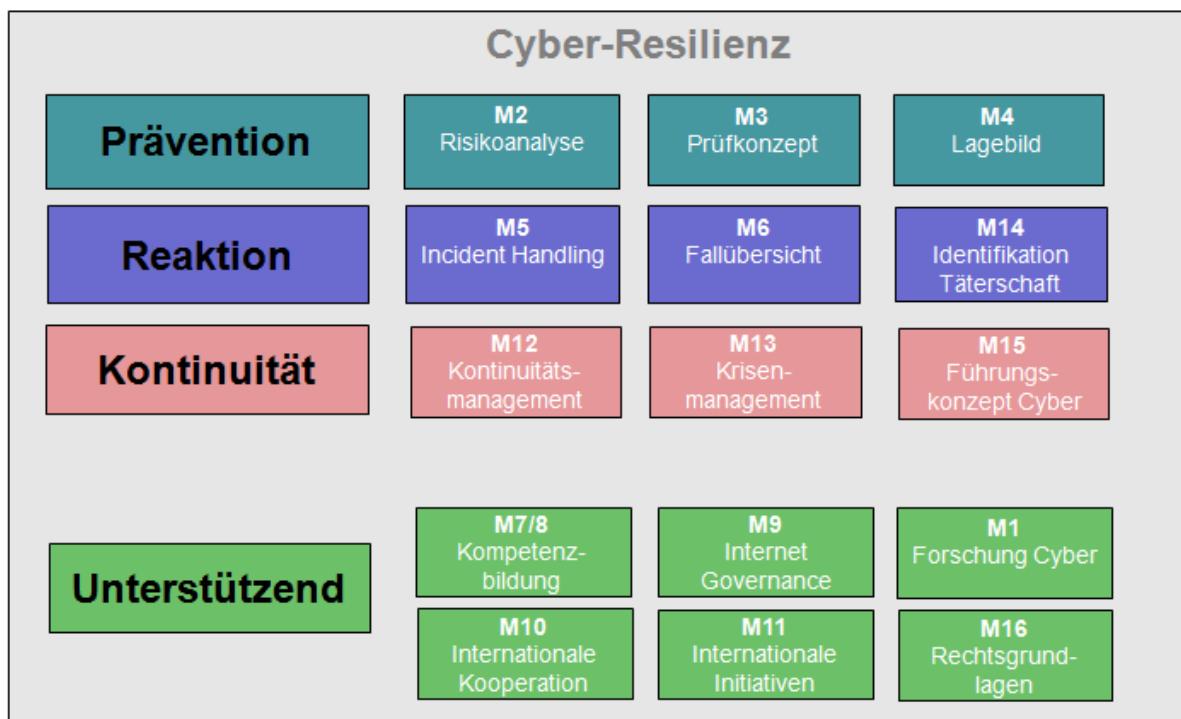 Cyber-Resilienz
Prävention
M2
Risikoanalyse
M3
Prüfkonzept
M4
Lagebild
Reaktion
M5
Incident Handling
M6
Fallübersicht
M14
Identifikation
Täterschaft
Kontinuität
M12
Kontinuitäts-
management
M13
Krisen-
management
M15
Führungs-
konzept Cyber
Unterstützend
M7/8
Kompetenz-
bildung
M9
Internet
Governance
M1
Forschung Cyber
M10
Internationale
Kooperation
M11
Internationale
Initiativen
M16
Rechtsgrund-
lagen